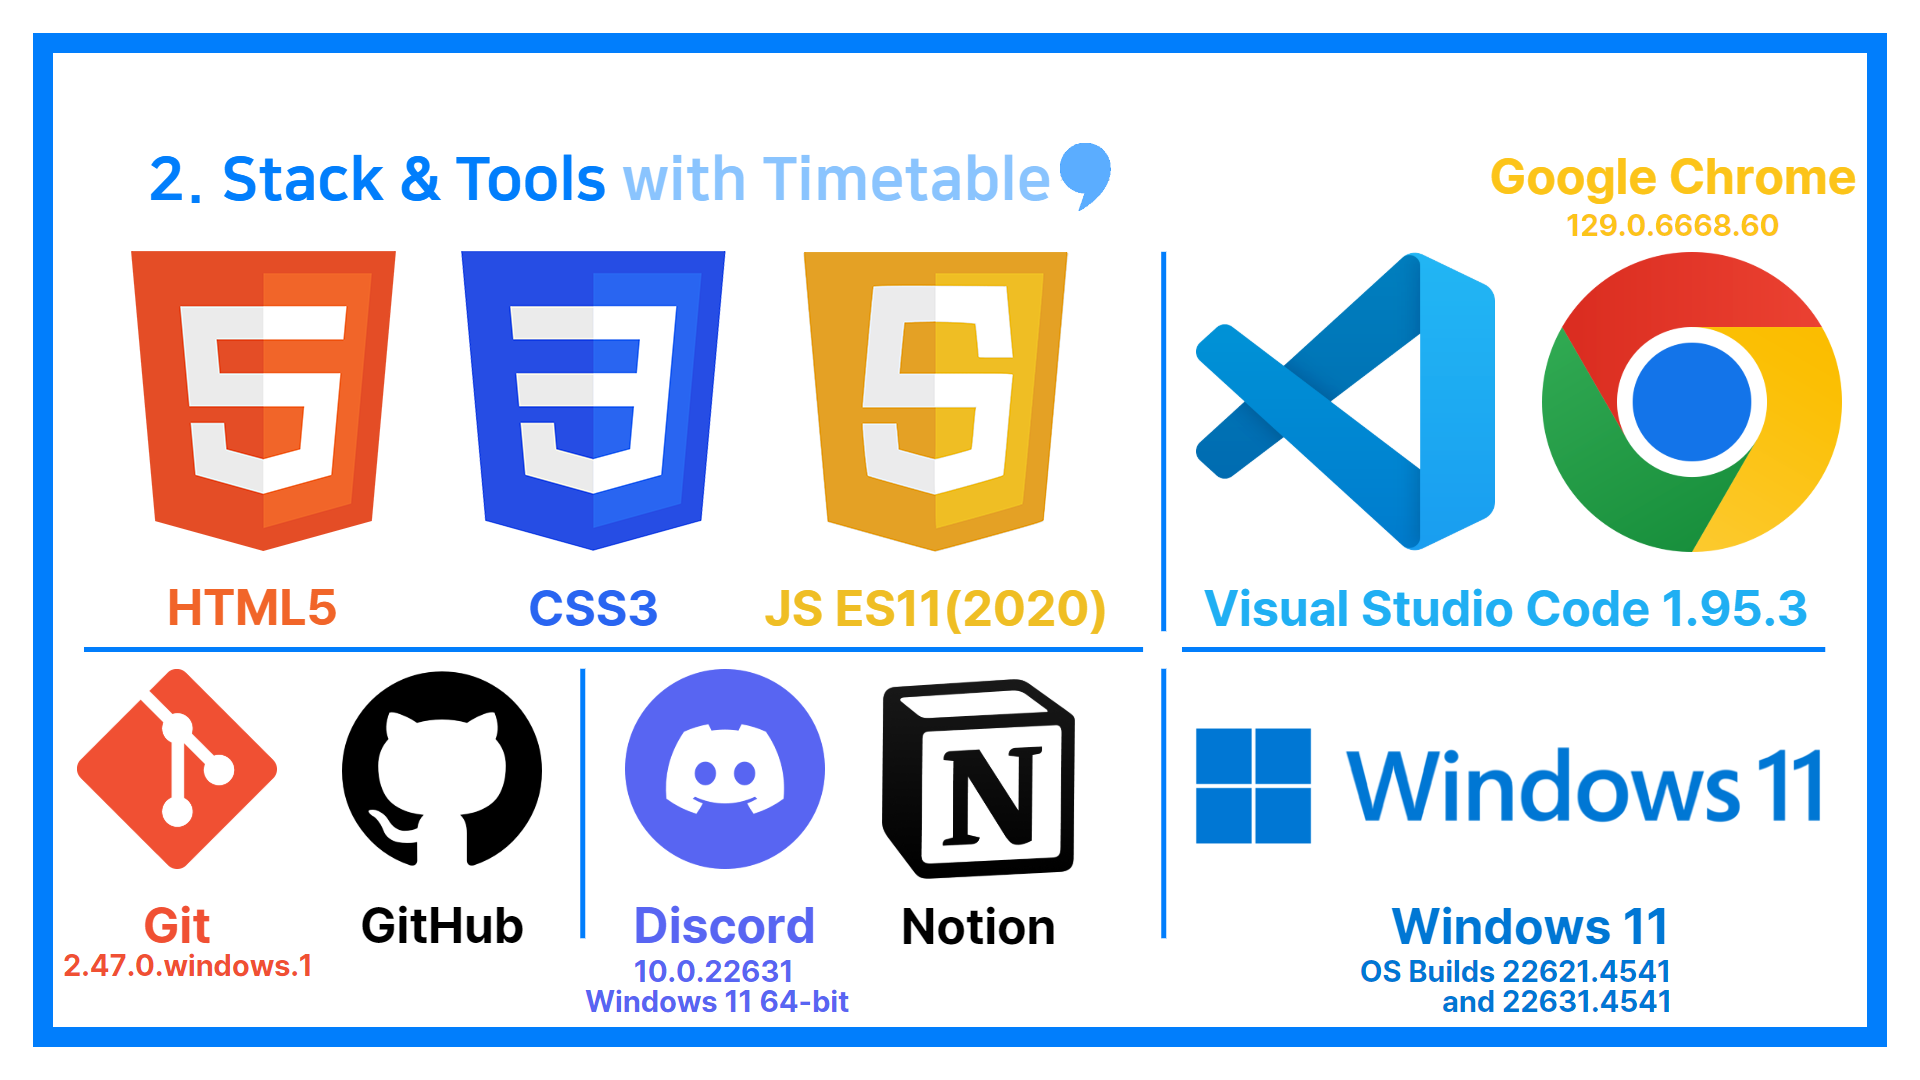 2. Stack & Tools with Timetable
Google Chrome
129.0.6668.60
HTML5
CSS3
JS ES11(2020)
Visual Studio Code 1.95.3
Windows 11
Git
2.47.0.windows.1
GitHub
Discord
10.0.22631
Windows 11 64-bit
Notion
Windows 11
OS Builds 22621.4541
and 22631.4541